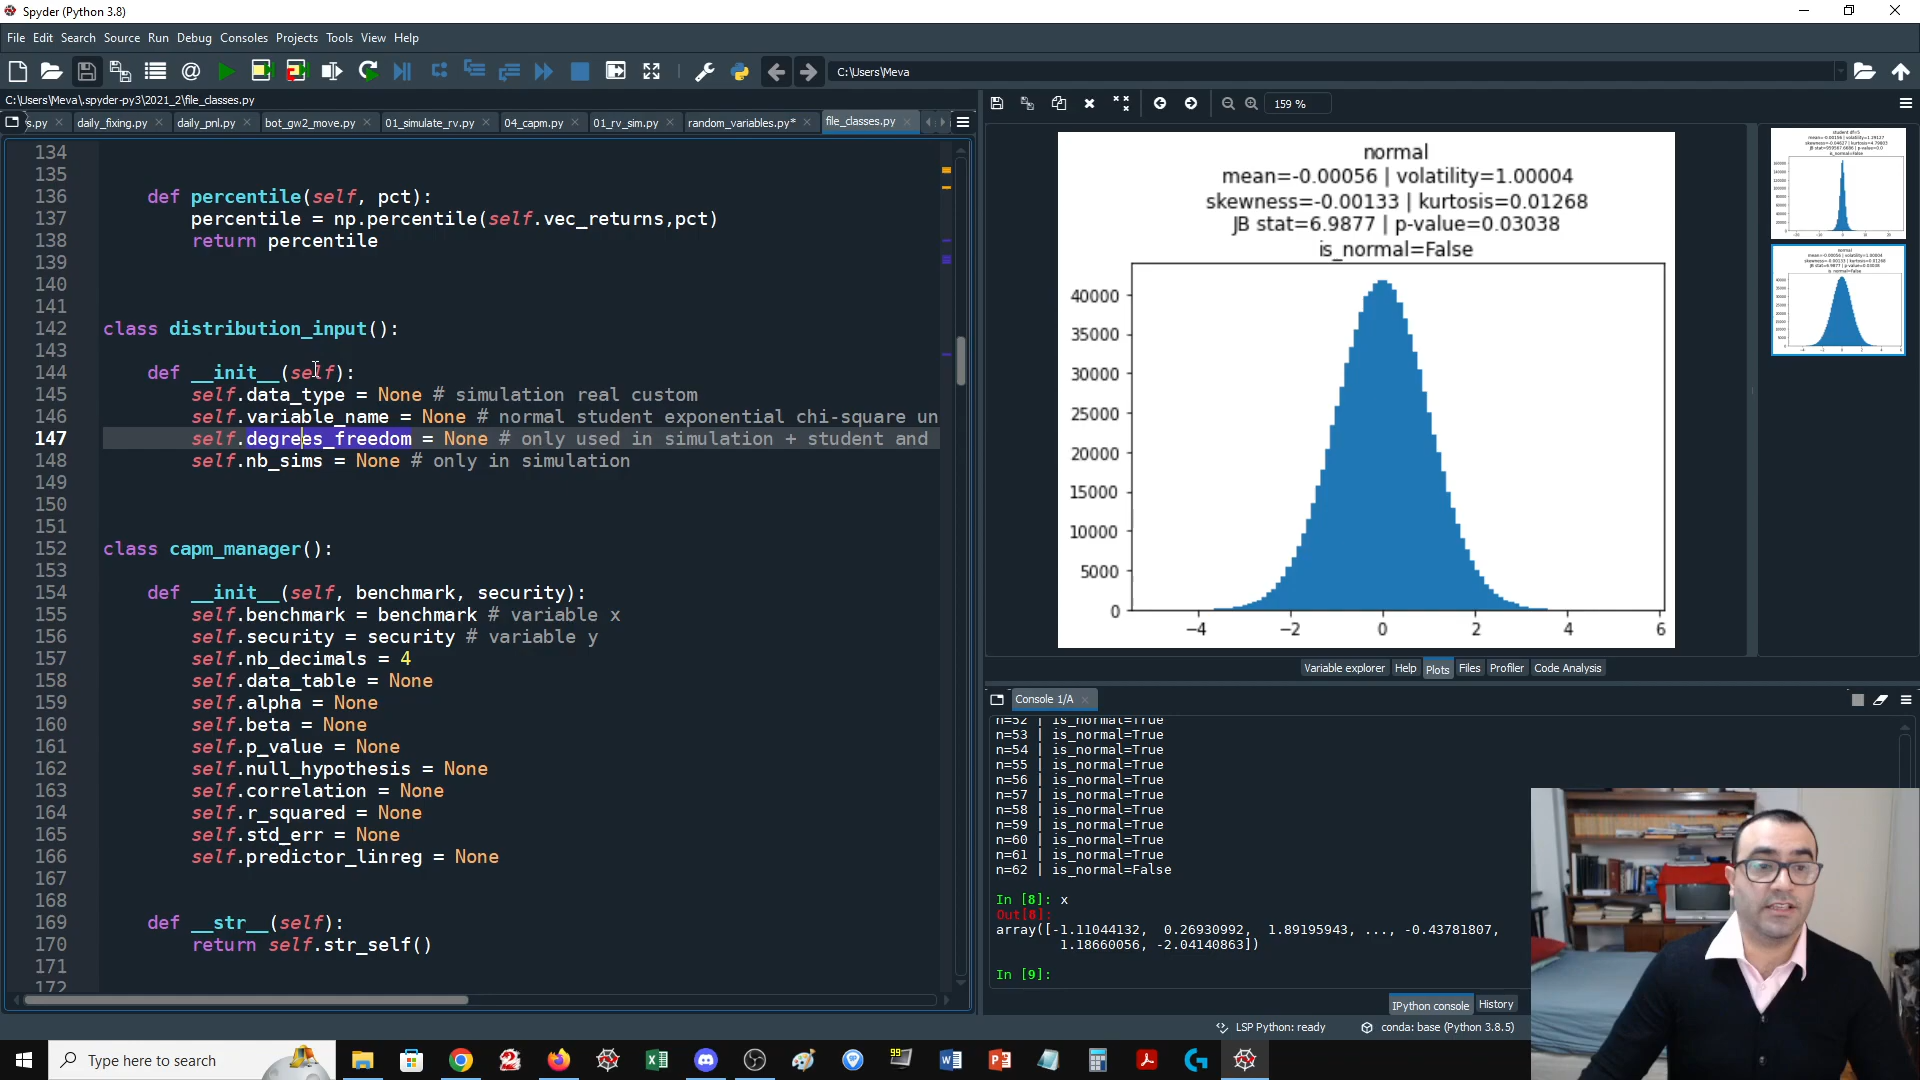 Spyder (Python 3.8)
File Edit Search Source Run Debug Consoles Projects Tools View Help
C:\Users\Meva
C:\Users\Meva\.spyder-py3\2021_2\file_classes.py
s.py daily_fixing.py daily_pnl.py bot_gw2_move.py 01_simulate_rv.py 04_capm.py 01_rv_sim.py random_variables.py* file_classes.py
134
135
136 def percentile(self, pct):
137 percentile = np.percentile(self.vec_returns,pct)
138 return percentile
139
140
141
142 class distribution_input():
143
144 def __init__(self):
145 self.data_type = None # simulation real custom
146 self.variable_name = None # normal student exponential chi-square un
147 self.degrees_freedom = None # only used in simulation + student and
148 self.nb_sims = None # only in simulation
149
150
151
152 class capm_manager():
153
154 def __init__(self, benchmark, security):
155 self.benchmark = benchmark # variable x
156 self.security = security # variable y
157 self.nb_decimals = 4
158 self.data_table = None
159 self.alpha = None
160 self.beta = None
161 self.p_value = None
162 self.null_hypothesis = None
163 self.correlation = None
164 self.r_squared = None
165 self.std_err = None
166 self.predictor_linreg = None
167
168
169 def __str__(self):
170 return self.str_self()
171
172
159 %
normal
mean=-0.00056 | volatility=1.00004
skewness=-0.00133 | kurtosis=0.01268
JB stat=6.9877 | p-value=0.03038
is_normal=False
40000
35000
30000
25000
20000
15000
10000
5000
0
−4 −2 0 2 4 6
Variable explorer Help Plots Files Profiler Code Analysis
Console 1/A
n=52 | is_normal=True
n=53 | is_normal=True
n=54 | is_normal=True
n=55 | is_normal=True
n=56 | is_normal=True
n=57 | is_normal=True
n=58 | is_normal=True
n=59 | is_normal=True
n=60 | is_normal=True
n=61 | is_normal=True
n=62 | is_normal=False
In [8]: x
Out[8]:
array([-1.11044132, 0.26930992, 1.89195943, ..., -0.43781807,
1.18660056, -2.04140863])
In [9]:
IPython console History
LSP Python: ready conda: base (Python 3.8.5)
Type here to search
99